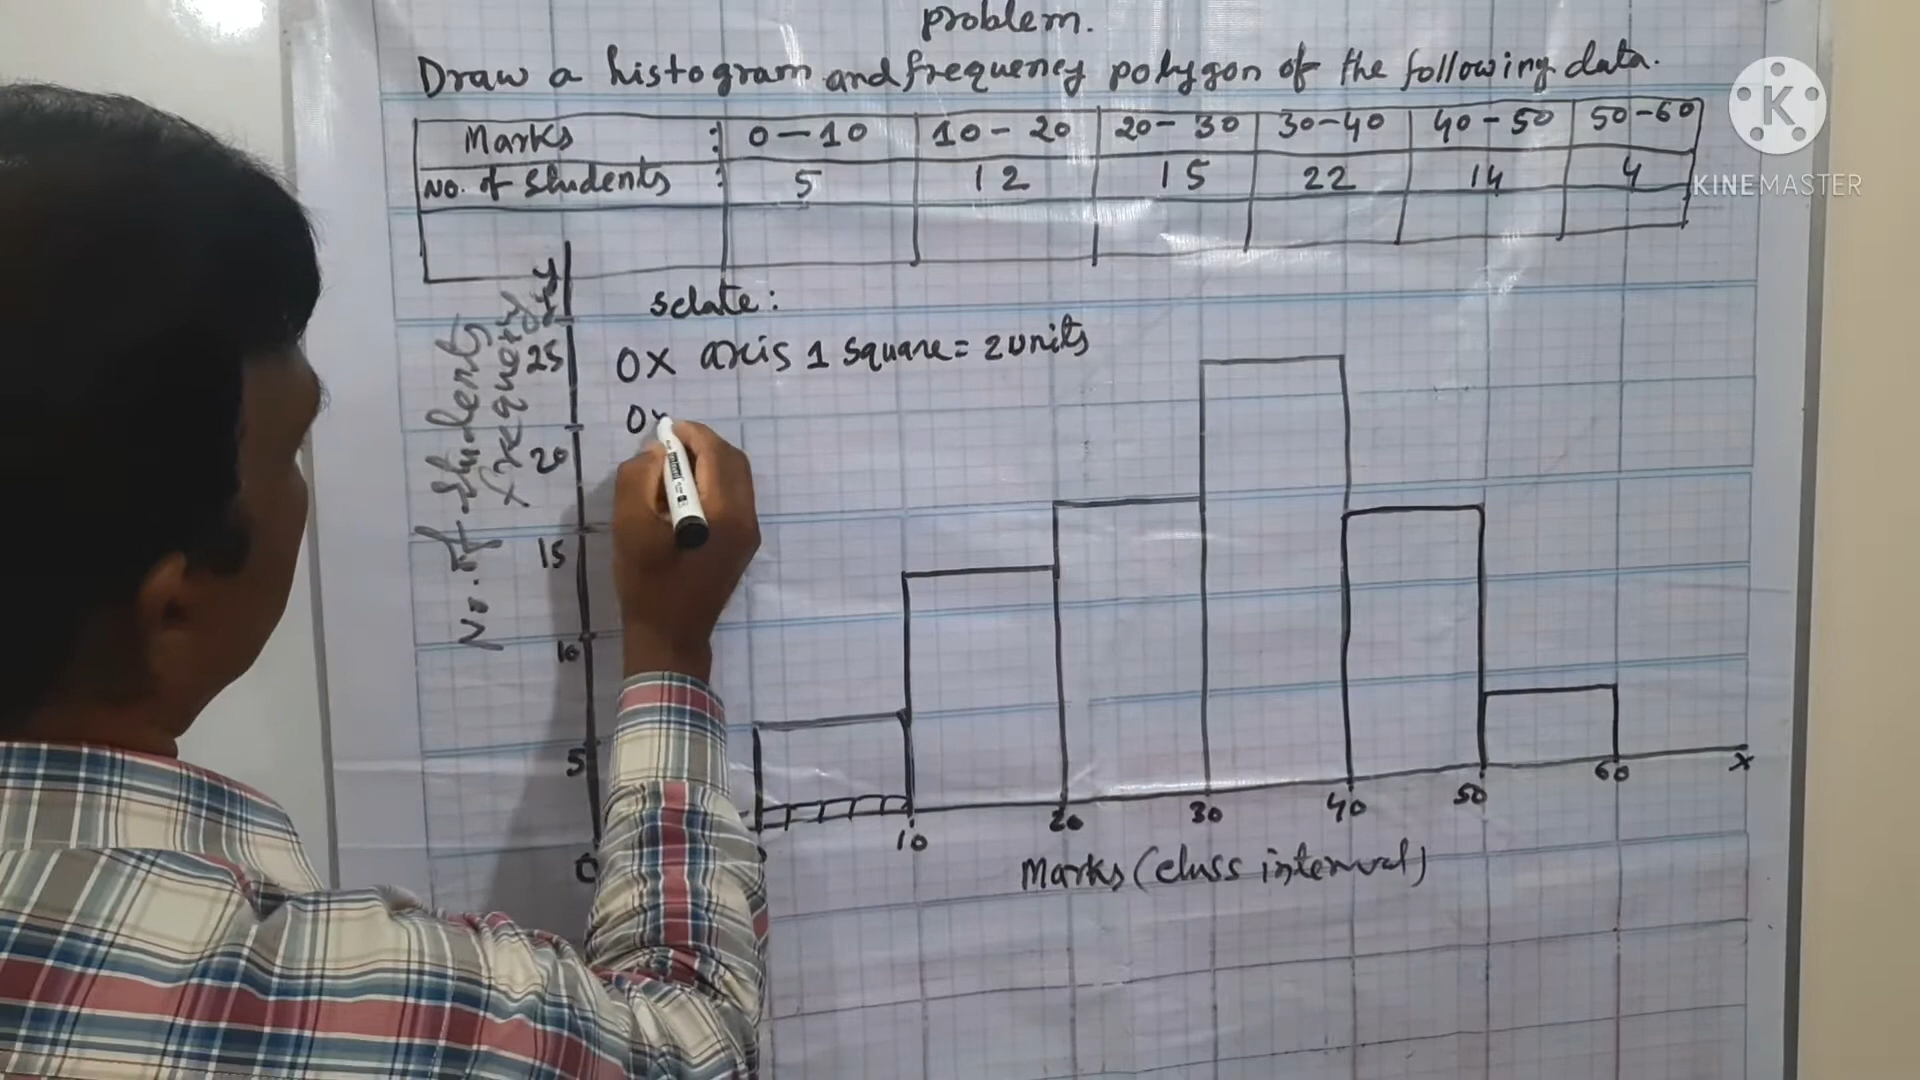 problem.
Draw a histogram and frequency polygon of the following data.
Marks : 0-10 10-20 20-30 30-40 40-50 50-60
No. of Students : 5 12 15 22 14 4
K
KINEMASTER
sclate:
OX axis 1 square = 2 units
No. of students
frequency
y
25
20
15
10
5
0
10
20
30
40
50
60
X
Marks (class interval)